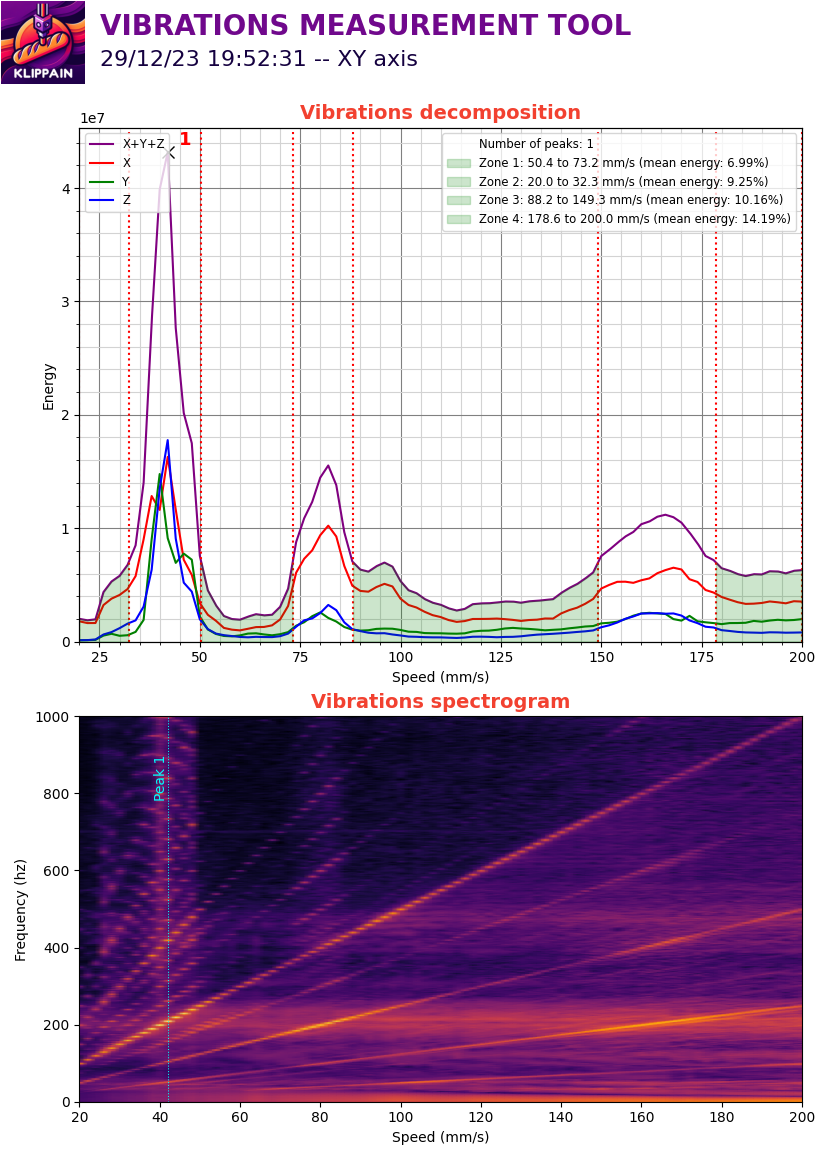 VIBRATIONS MEASUREMENT TOOL
29/12/23 19:52:31 -- XY axis
KLIPPAIN
Vibrations decomposition
1e7
X+Y+Z
X
Y
Z
1
Number of peaks: 1
Zone 1: 50.4 to 73.2 mm/s (mean energy: 6.99%)
Zone 2: 20.0 to 32.3 mm/s (mean energy: 9.25%)
Zone 3: 88.2 to 149.3 mm/s (mean energy: 10.16%)
Zone 4: 178.6 to 200.0 mm/s (mean energy: 14.19%)
4
3
2
1
0
Energy
25 50 75 100 125 150 175 200
Speed (mm/s)
Vibrations spectrogram
1000
800
600
400
200
0
Frequency (hz)
Peak 1
20 40 60 80 100 120 140 160 180 200
Speed (mm/s)